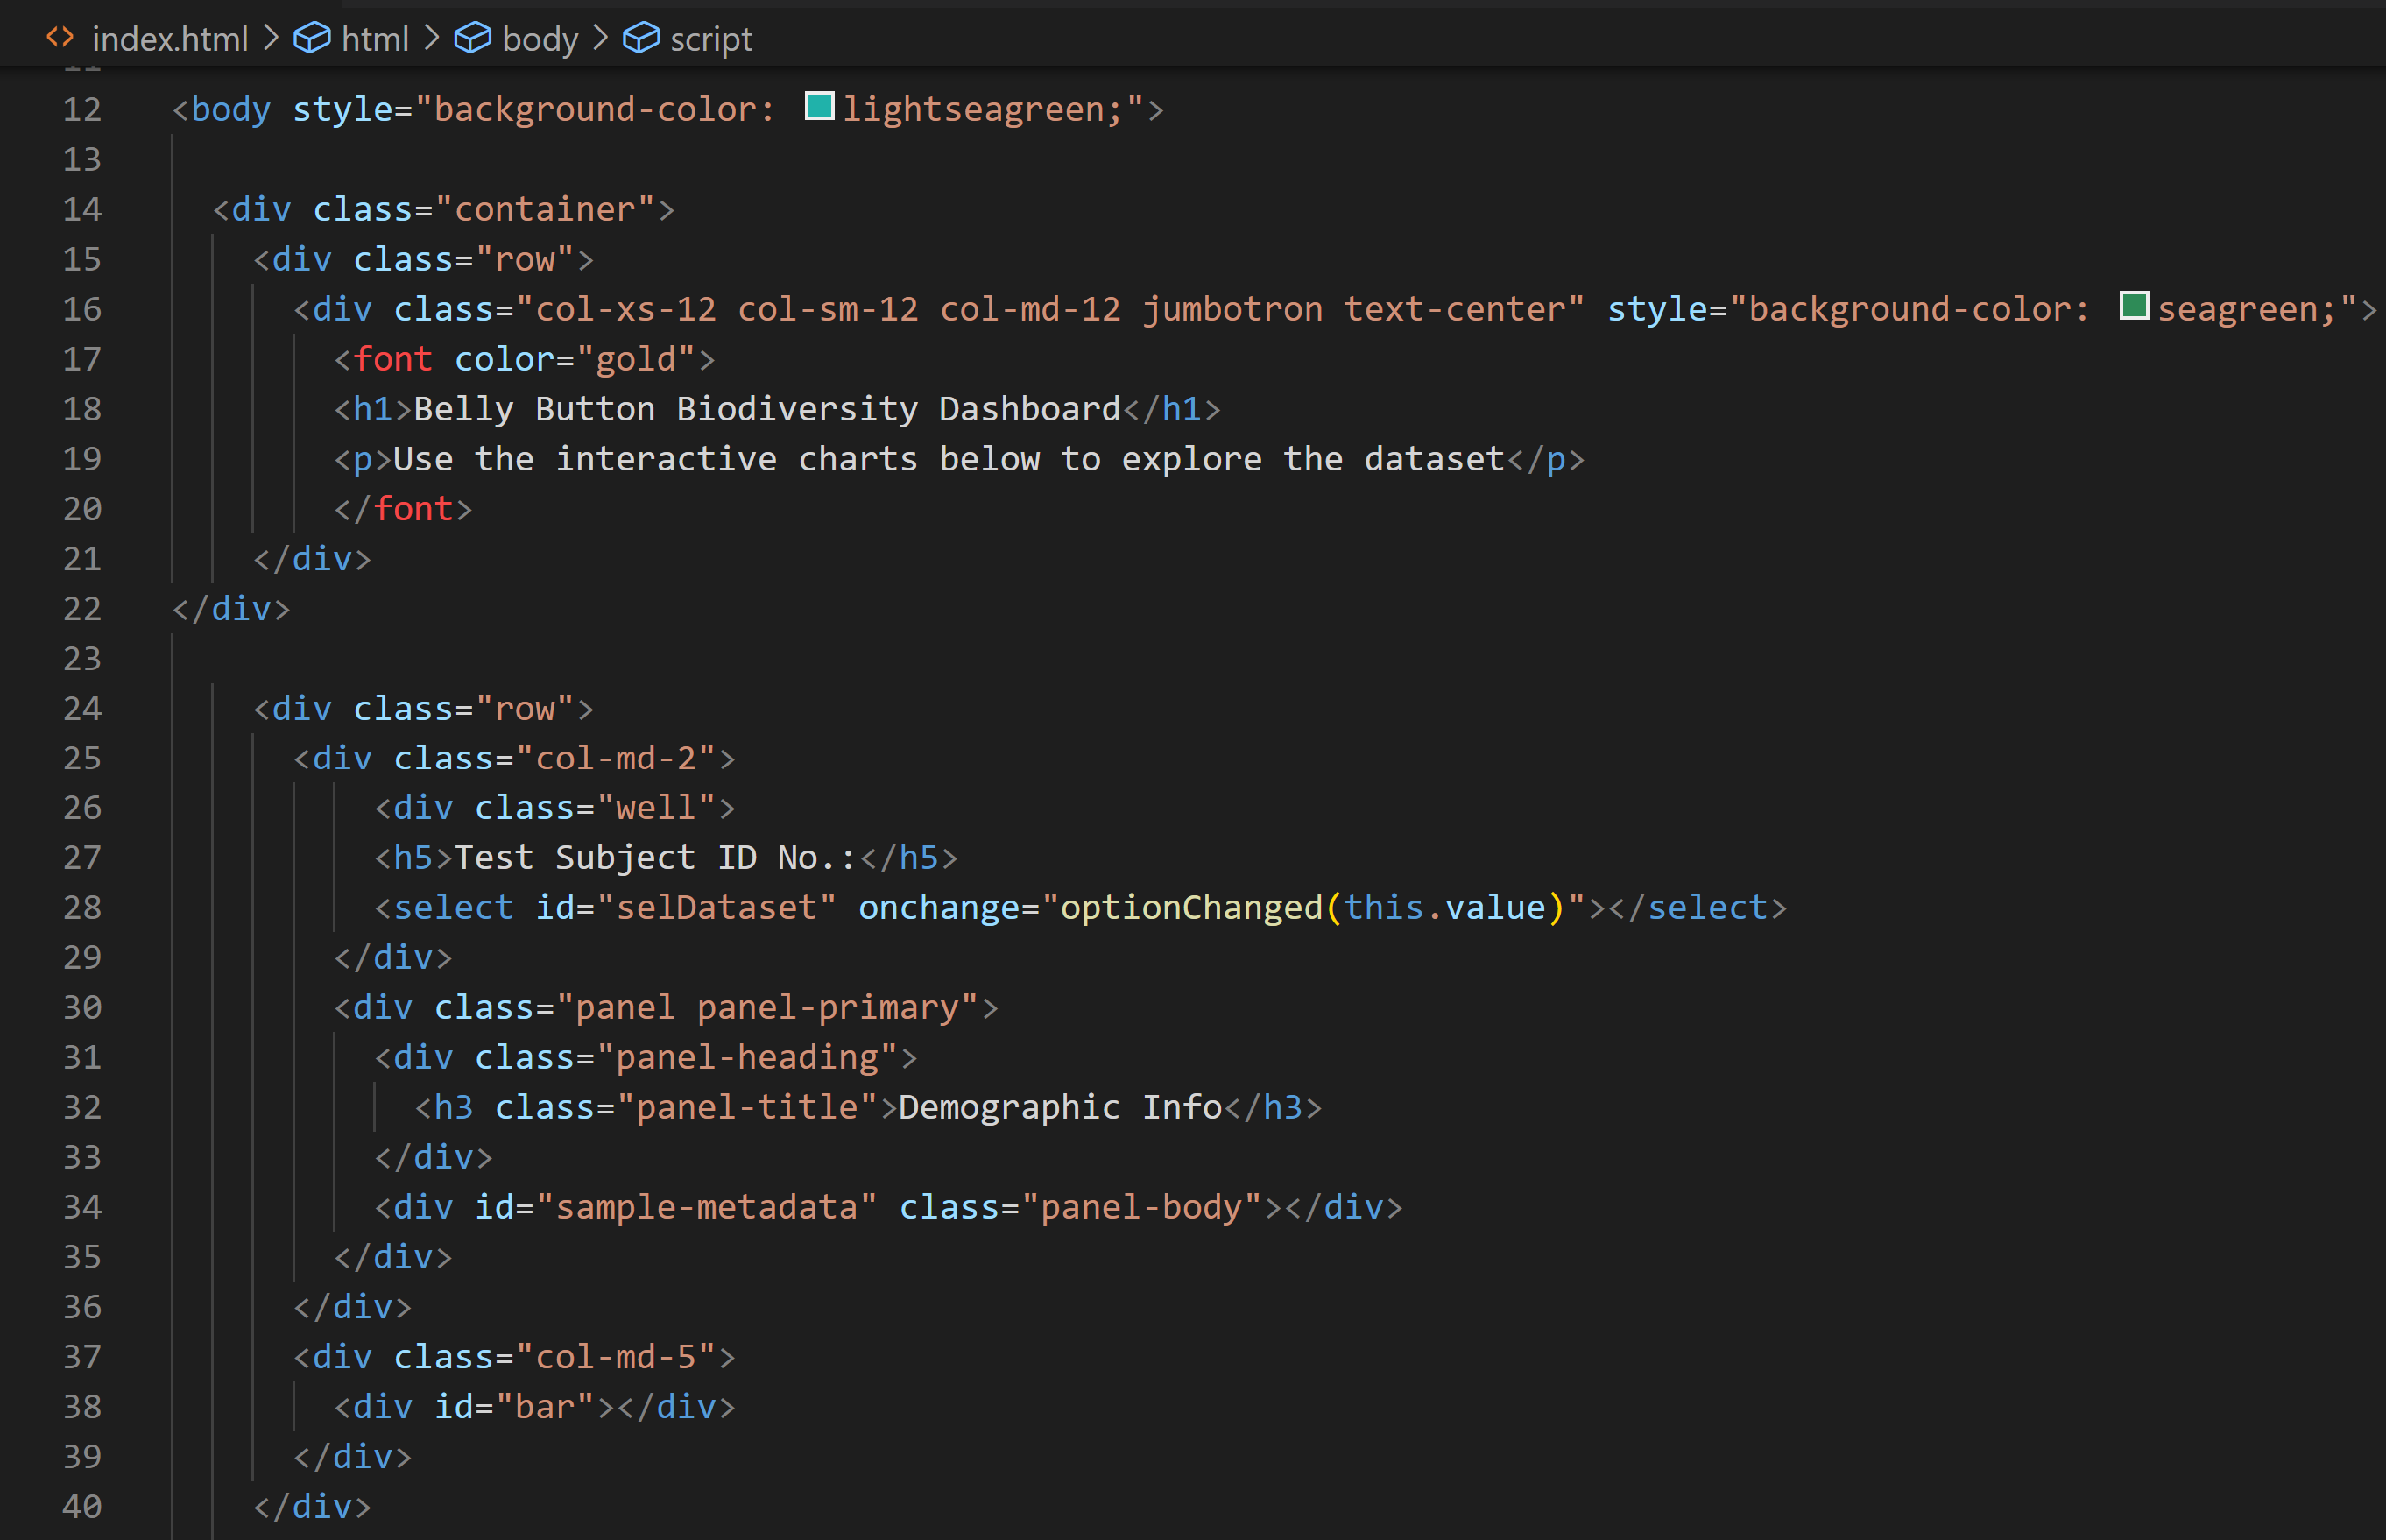 index.html > html > body > script
11
12 <body style="background-color: lightseagreen;">
13
14 <div class="container">
15 <div class="row">
16 <div class="col-xs-12 col-sm-12 col-md-12 jumbotron text-center" style="background-color: seagreen;">
17 <font color="gold">
18 <h1>Belly Button Biodiversity Dashboard</h1>
19 <p>Use the interactive charts below to explore the dataset</p>
20 </font>
21 </div>
22 </div>
23
24 <div class="row">
25 <div class="col-md-2">
26 <div class="well">
27 <h5>Test Subject ID No.:</h5>
28 <select id="selDataset" onchange="optionChanged(this.value)"></select>
29 </div>
30 <div class="panel panel-primary">
31 <div class="panel-heading">
32 <h3 class="panel-title">Demographic Info</h3>
33 </div>
34 <div id="sample-metadata" class="panel-body"></div>
35 </div>
36 </div>
37 <div class="col-md-5">
38 <div id="bar"></div>
39 </div>
40 </div>